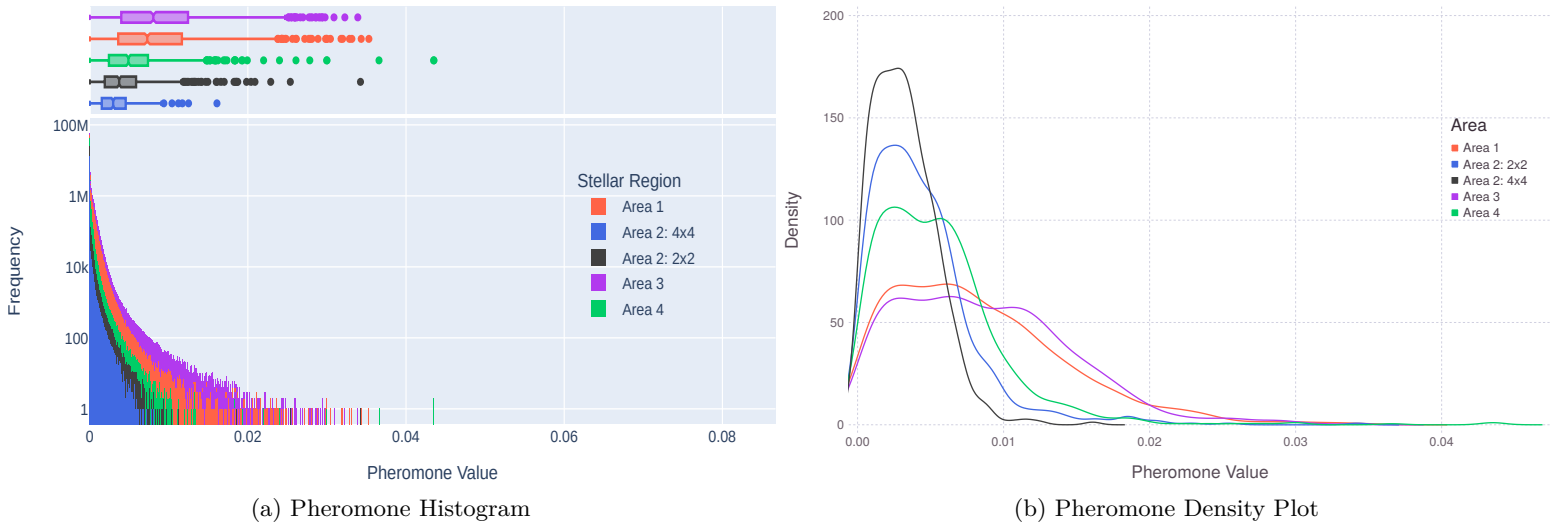 100M
1M
10k
100
1
Frequency
0
0.02
0.04
0.06
0.08
Pheromone Value
Stellar Region
Area 1
Area 2: 4x4
Area 2: 2x2
Area 3
Area 4
(a) Pheromone Histogram
200
150
100
50
0
Density
0.00
0.01
0.02
0.03
0.04
Pheromone Value
Area
Area 1
Area 2: 2x2
Area 2: 4x4
Area 3
Area 4
(b) Pheromone Density Plot